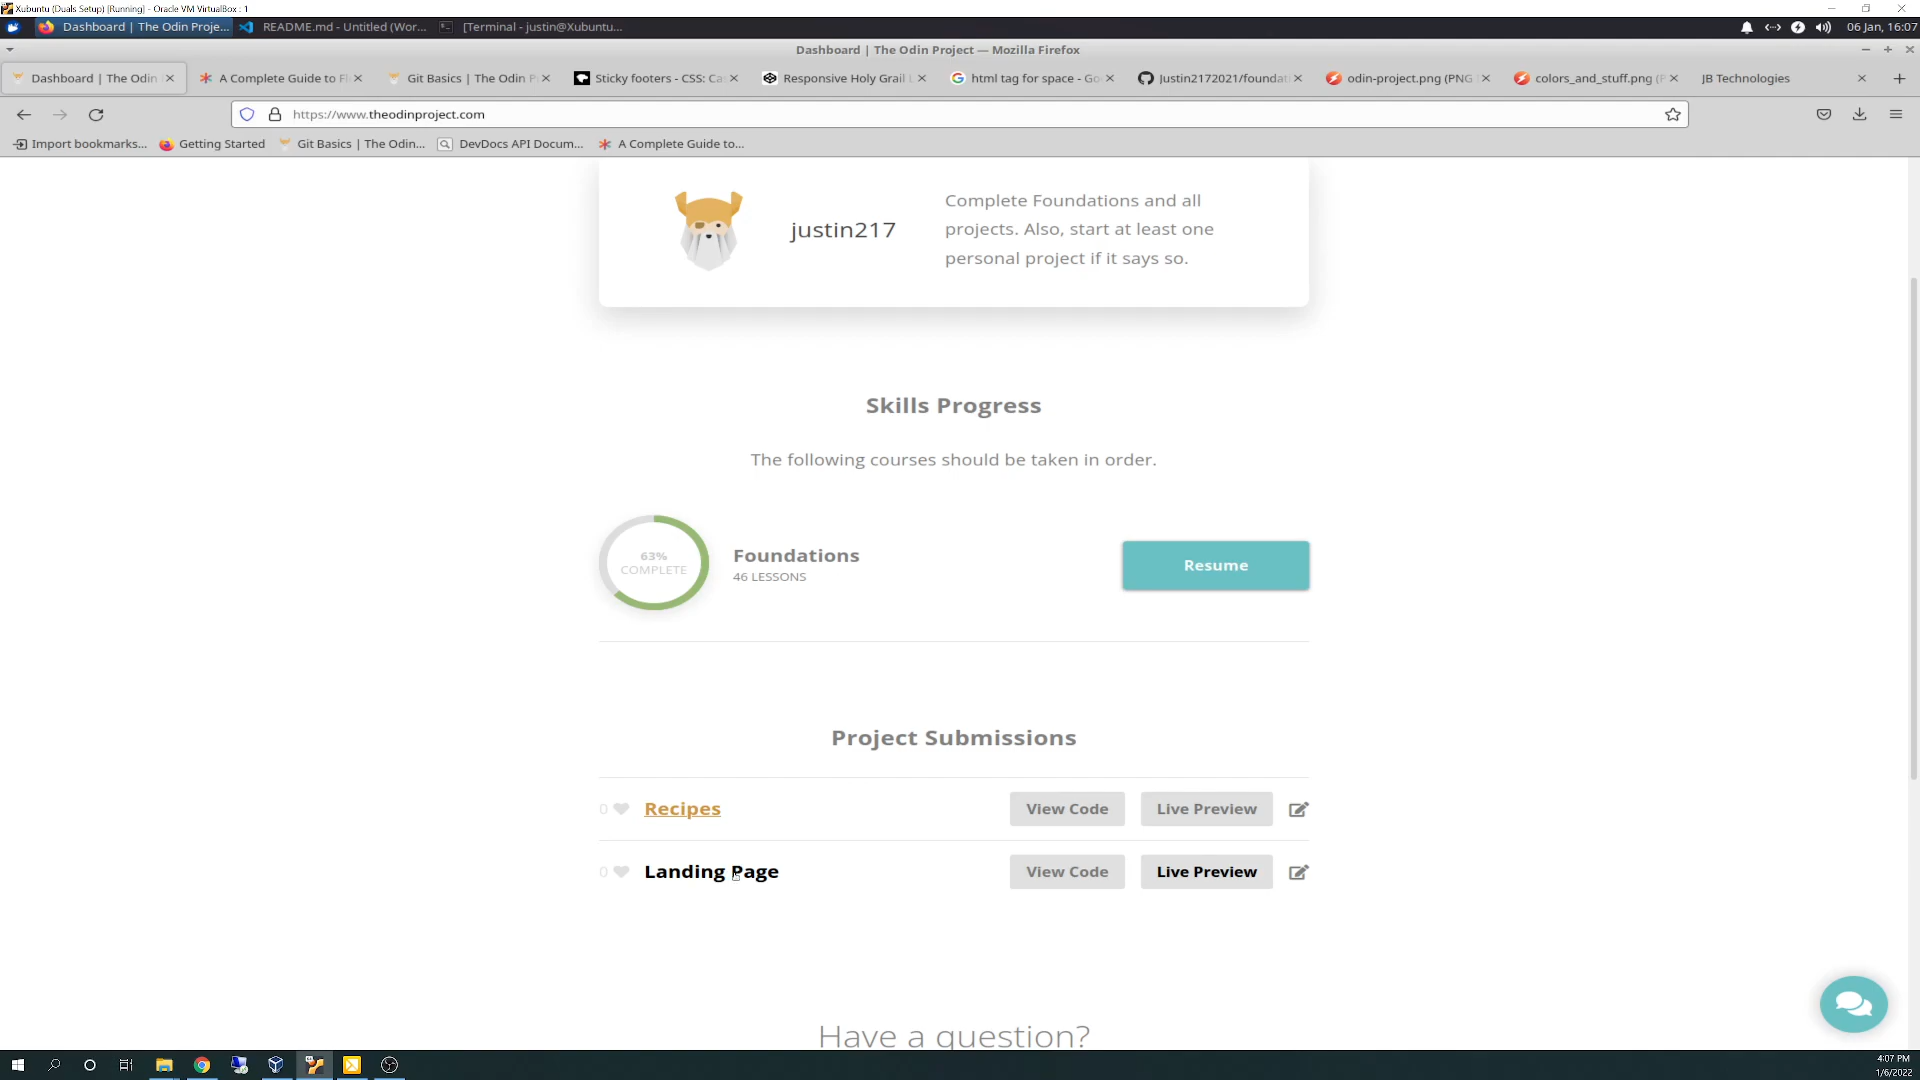 Xubuntu (Duals Setup) [Running] - Oracle VM VirtualBox : 1
Dashboard | The Odin Proje...
README.md - Untitled (Wor...
[Terminal - justin@Xubuntu...
06 Jan, 16:07
Dashboard | The Odin Project — Mozilla Firefox
Dashboard | The Odin
A Complete Guide to Fl
Git Basics | The Odin P
Sticky footers - CSS: Ca
Responsive Holy Grail L
html tag for space - Go
Justin2172021/foundat
odin-project.png (PNG
colors_and_stuff.png (P
JB Technologies
https://www.theodinproject.com
Import bookmarks...
Getting Started
Git Basics | The Odin...
DevDocs API Docum...
A Complete Guide to...
justin217
Complete Foundations and all
projects. Also, start at least one
personal project if it says so.
Skills Progress
The following courses should be taken in order.
63%
COMPLETE
Foundations
46 LESSONS
Resume
Project Submissions
0
Recipes
View Code
Live Preview
0
Landing Page
View Code
Live Preview
Have a question?
4:07 PM
1/6/2022